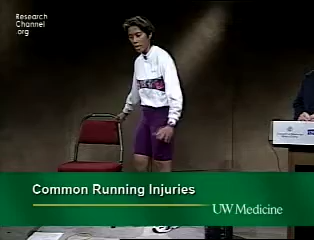 Research
Channel
.org
Common Running Injuries
UW Medicine